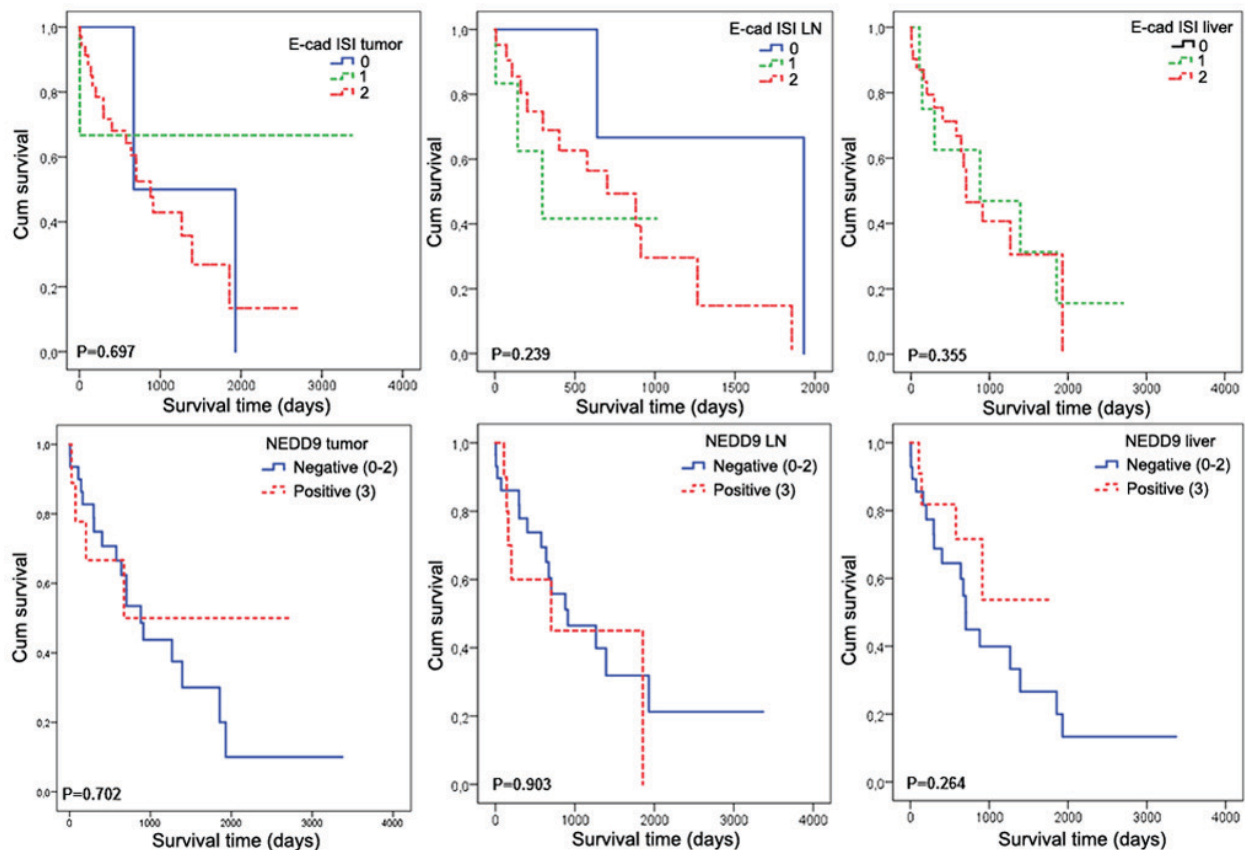 E-cad ISI tumor
0
1
2
1,0
0,8
0,6
0,4
0,2
0,0
Cum survival
P=0.697
0 1000 2000 3000 4000
Survival time (days)
E-cad ISI LN
0
1
2
1,0
0,8
0,6
0,4
0,2
0,0
Cum survival
P=0.239
0 500 1000 1500 2000
Survival time (days)
E-cad ISI liver
0
1
2
1,0
0,8
0,6
0,4
0,2
0,0
Cum survival
P=0.355
0 1000 2000 3000 4000
Survival time (days)
NEDD9 tumor
Negative (0-2)
Positive (3)
1,0
0,8
0,6
0,4
0,2
0,0
Cum survival
P=0.702
0 1000 2000 3000 4000
Survival time (days)
NEDD9 LN
Negative (0-2)
Positive (3)
1,0
0,8
0,6
0,4
0,2
0,0
Cum survival
P=0.903
0 1000 2000 3000 4000
Survival time (days)
NEDD9 liver
Negative (0-2)
Positive (3)
1,0
0,8
0,6
0,4
0,2
0,0
Cum survival
P=0.264
0 1000 2000 3000 4000
Survival time (days)